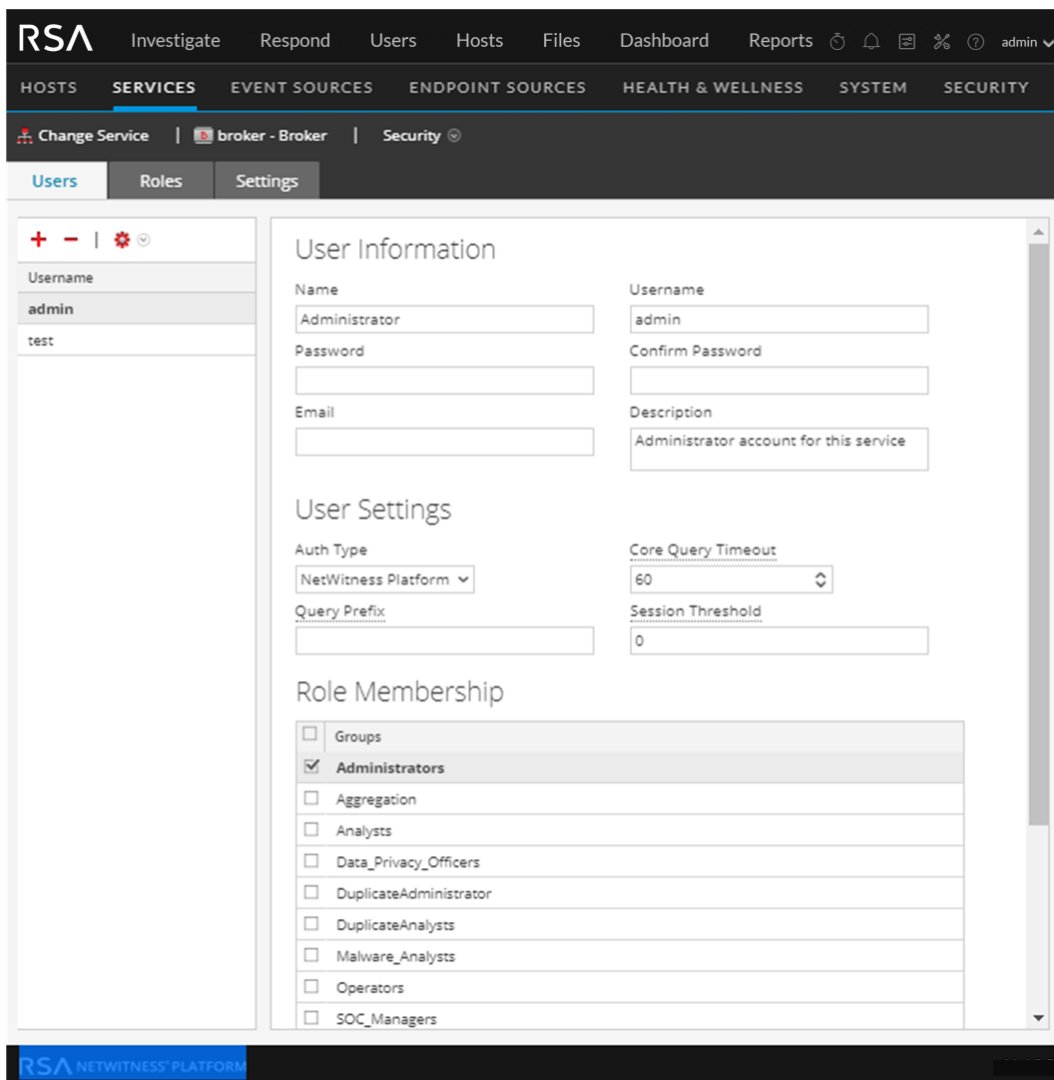 RSA Investigate Respond Users Hosts Files Dashboard Reports admin
HOSTS SERVICES EVENT SOURCES ENDPOINT SOURCES HEALTH & WELLNESS SYSTEM SECURITY
Change Service | broker - Broker | Security
Users Roles Settings
Username
admin
test
User Information
Name Username
Administrator admin
Password Confirm Password
Email Description
Administrator account for this service
User Settings
Auth Type Core Query Timeout
NetWitness Platform 60
Query Prefix Session Threshold
0
Role Membership
Groups
Administrators
Aggregation
Analysts
Data_Privacy_Officers
DuplicateAdministrator
DuplicateAnalysts
Malware_Analysts
Operators
SOC_Managers
RSA NETWITNESS® PLATFORM